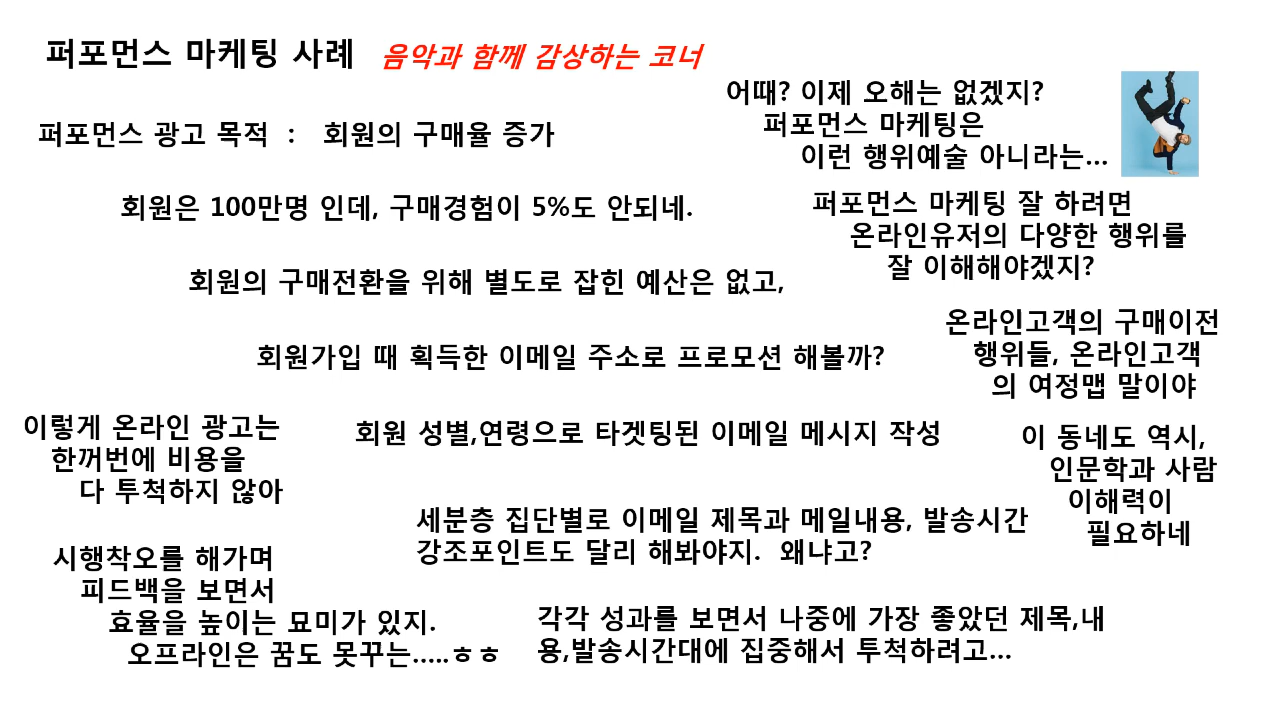 퍼포먼스 마케팅 사례 음악과 함께 감상하는 코너
퍼포먼스 광고 목적 : 회원의 구매율 증가
회원은 100만명 인데, 구매경험이 5%도 안되네.
회원의 구매전환을 위해 별도로 잡힌 예산은 없고,
회원가입 때 획득한 이메일 주소로 프로모션 해볼까?
회원 성별,연령으로 타겟팅된 이메일 메시지 작성
세분층 집단별로 이메일 제목과 메일내용, 발송시간
강조포인트도 달리 해봐야지. 왜냐고?
각각 성과를 보면서 나중에 가장 좋았던 제목,내
용,발송시간대에 집중해서 투척하려고...
이렇게 온라인 광고는
한꺼번에 비용을
다 투척하지 않아
시행착오를 해가며
피드백을 보면서
효율을 높이는 묘미가 있지.
오프라인은 꿈도 못꾸는.....ㅎㅎ
어때? 이제 오해는 없겠지?
퍼포먼스 마케팅은
이런 행위예술 아니라는...
퍼포먼스 마케팅 잘 하려면
온라인유저의 다양한 행위를
잘 이해해야겠지?
온라인고객의 구매이전
행위들, 온라인고객
의 여정맵 말이야
이 동네도 역시,
인문학과 사람
이해력이
필요하네